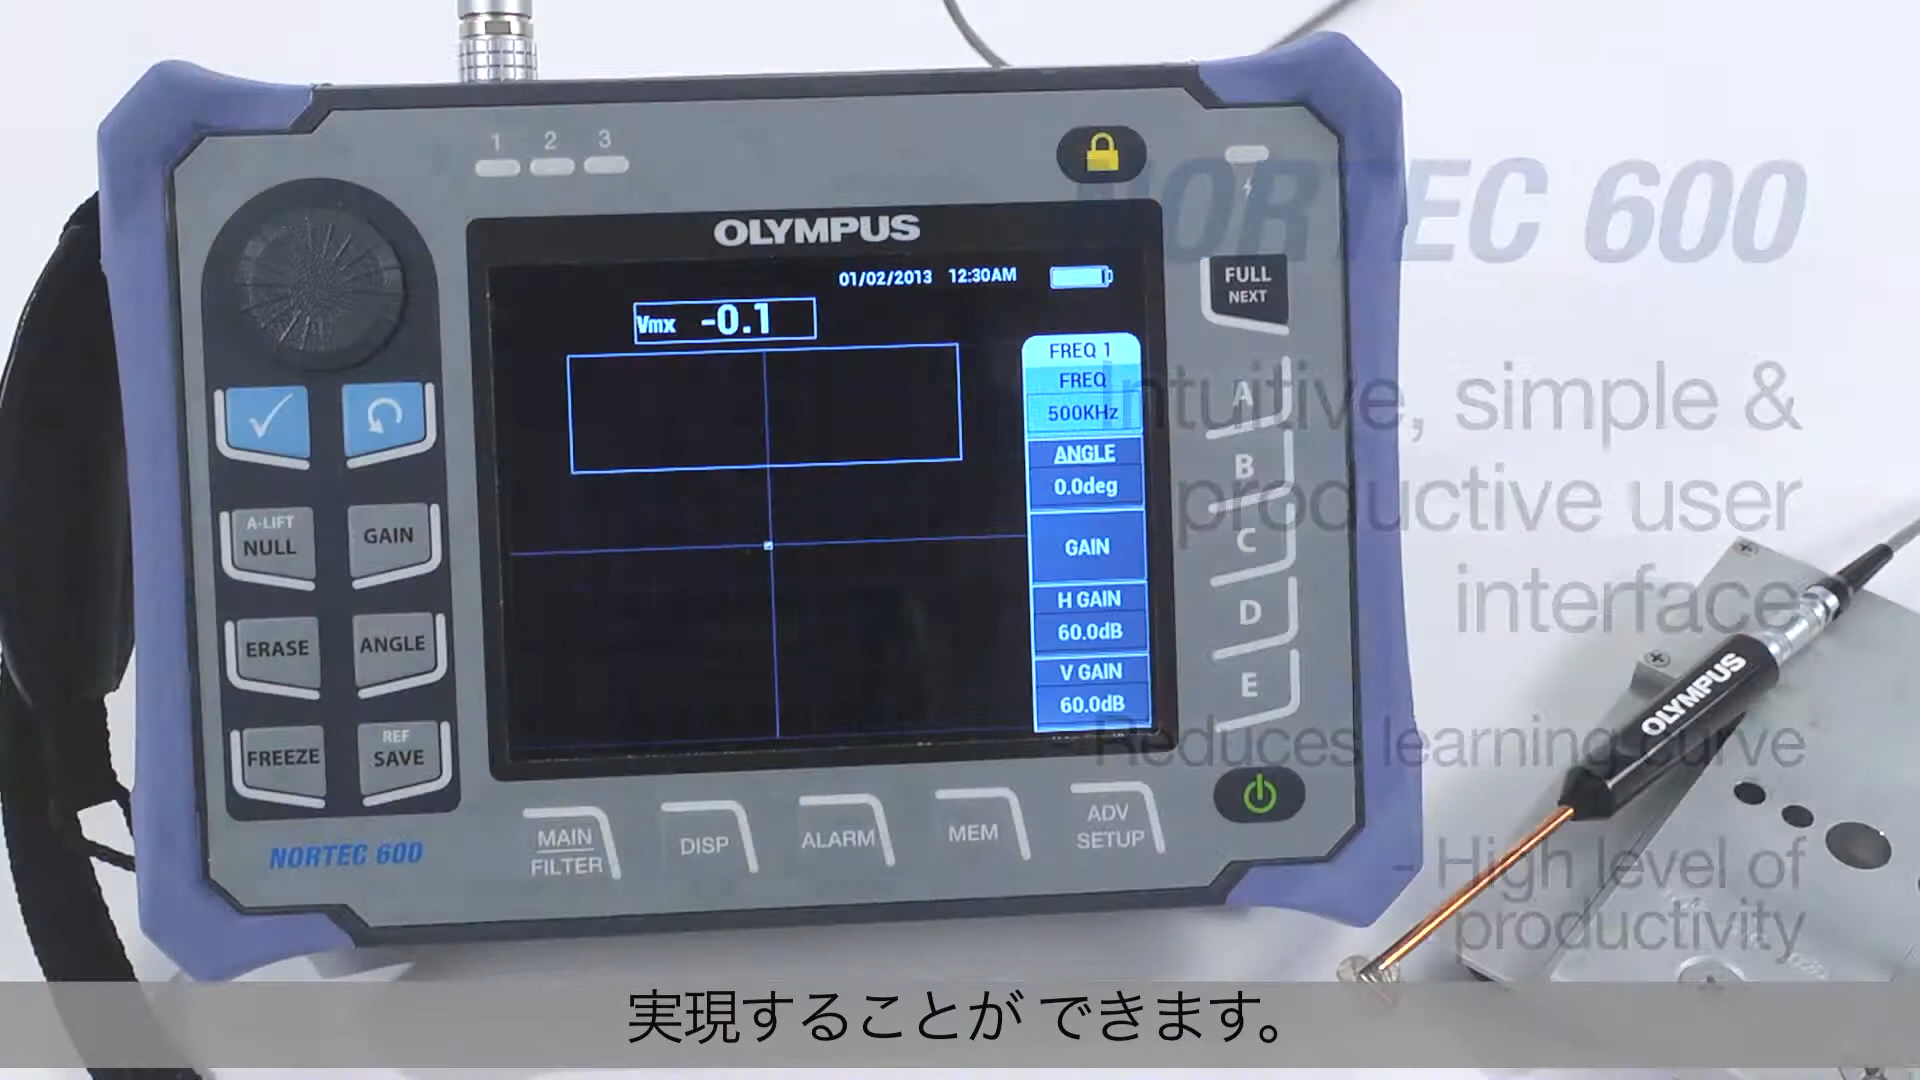 1 2 3
OLYMPUS
01/02/2013 12:30AM
Vmx -0.1
FREQ 1
FREQ
500KHz
ANGLE
0.0deg
GAIN
H GAIN
60.0dB
V GAIN
60.0dB
FULL
NEXT
A
B
C
D
E
A-LIFT
NULL
GAIN
ERASE
ANGLE
FREEZE
REF
SAVE
NORTEC 600
MAIN
FILTER
DISP
ALARM
MEM
ADV
SETUP
NORTEC 600
Intuitive, simple &
productive user
interface
- Reduces learning curve
- High level of
productivity
OLYMPUS
実現することが できます。